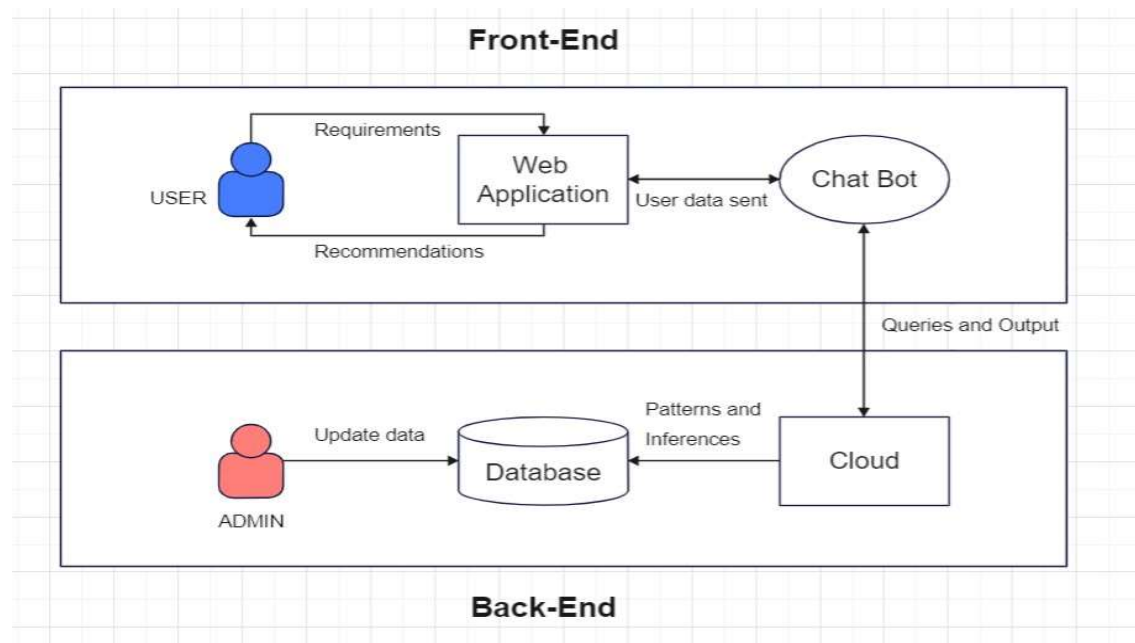 Front-End
Requirements
Web
Application
Chat Bot
USER
User data sent
Recommendations
Queries and Output
Patterns and
Inferences
Update data
Database
Cloud
ADMIN
Back-End